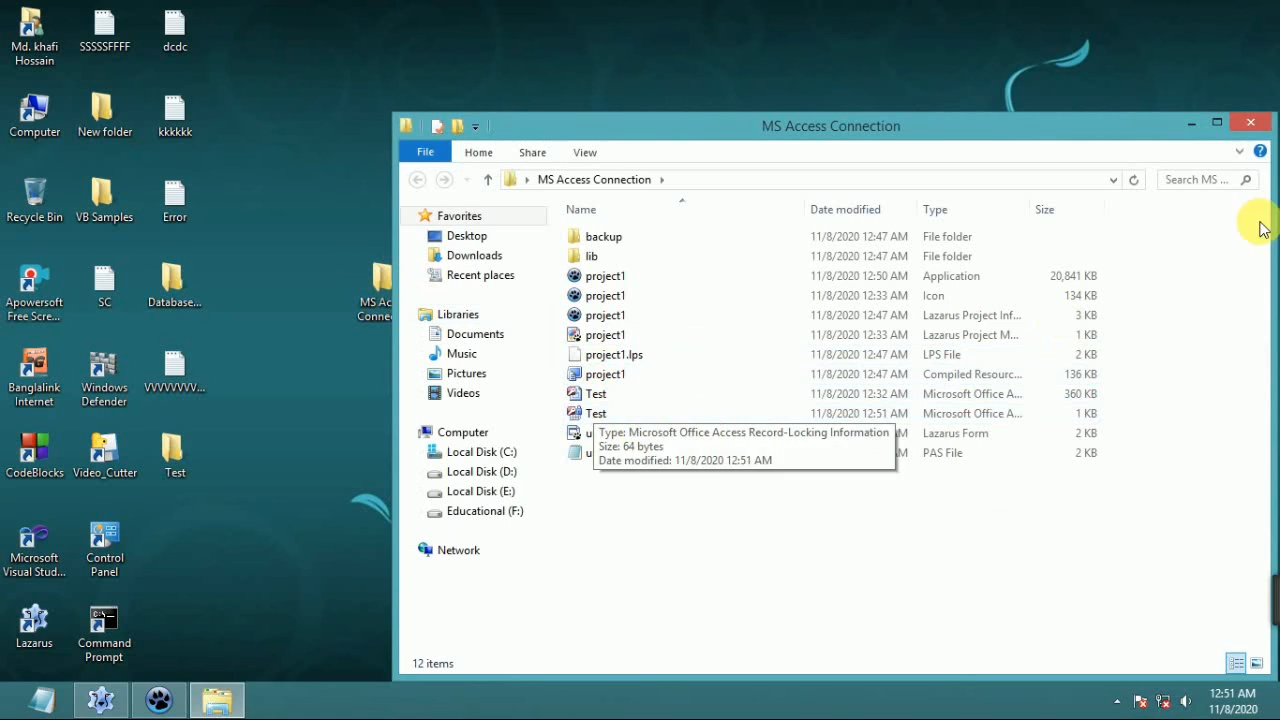 Md. khafi
Hossain
SSSSSFFFF
dcdc
Computer
New folder
kkkkkk
Recycle Bin
VB Samples
Error
Apowersoft
Free Scre...
SC
Database...
MS Ac
Conne
Banglalink
Internet
Windows
Defender
VVVVVVVV...
CodeBlocks
Video_Cutter
Test
Microsoft
Visual Stud...
Control
Panel
Lazarus
Command
Prompt
MS Access Connection
File Home Share View
MS Access Connection
Search MS ...
Name Date modified Type Size
Favorites
Desktop
Downloads
Recent places
Libraries
Documents
Music
Pictures
Videos
Computer
Local Disk (C:)
Local Disk (D:)
Local Disk (E:)
Educational (F:)
Network
backup 11/8/2020 12:47 AM File folder
lib 11/8/2020 12:47 AM File folder
project1 11/8/2020 12:50 AM Application 20,841 KB
project1 11/8/2020 12:33 AM Icon 134 KB
project1 11/8/2020 12:47 AM Lazarus Project Inf... 3 KB
project1 11/8/2020 12:33 AM Lazarus Project M... 1 KB
project1.lps 11/8/2020 12:47 AM LPS File 2 KB
project1 11/8/2020 12:47 AM Compiled Resourc... 136 KB
Test 11/8/2020 12:32 AM Microsoft Office A... 360 KB
Test 11/8/2020 12:51 AM Microsoft Office A... 1 KB
u AM Lazarus Form 2 KB
u AM PAS File 2 KB
Type: Microsoft Office Access Record-Locking Information
Size: 64 bytes
Date modified: 11/8/2020 12:51 AM
12 items
12:51 AM
11/8/2020